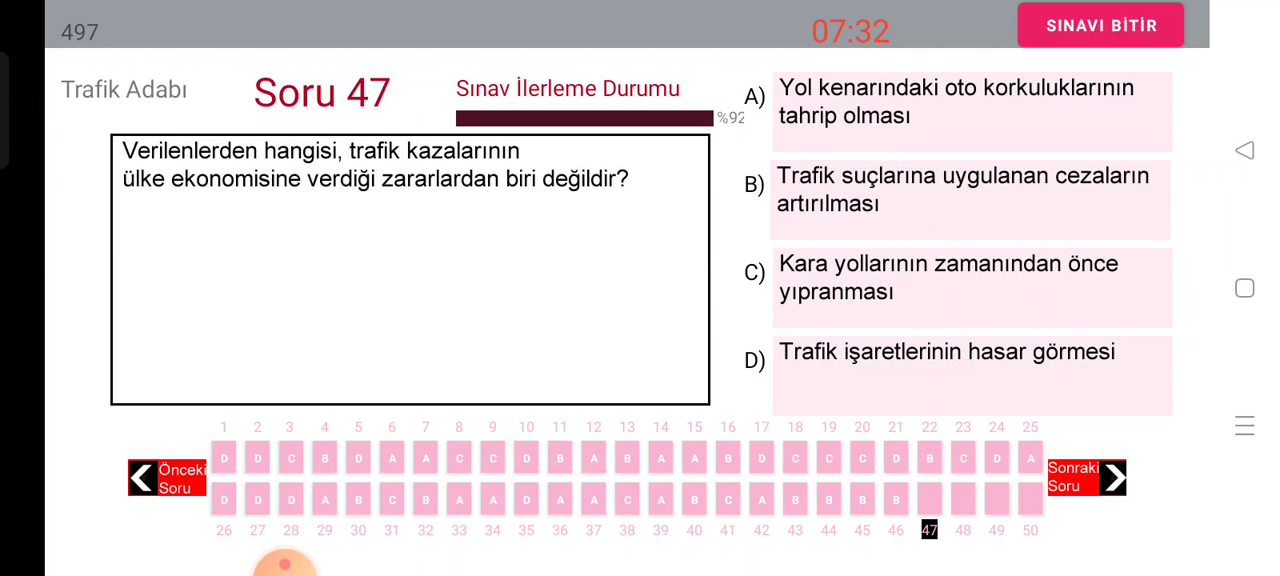 497
07:32
SINAVI BİTİR
Trafik Adabı
Soru 47
Sınav İlerleme Durumu
%92
Verilenlerden hangisi, trafik kazalarının
ülke ekonomisine verdiği zararlardan biri değildir?
A) Yol kenarındaki oto korkuluklarının
tahrip olması
B) Trafik suçlarına uygulanan cezaların
artırılması
C) Kara yollarının zamanından önce
yıpranması
D) Trafik işaretlerinin hasar görmesi
1 2 3 4 5 6 7 8 9 10 11 12 13 14 15 16 17 18 19 20 21 22 23 24 25
D D C B D A A C C D B A B A A B D C C C D B C D A
Önceki
Soru
Sonraki
Soru
D D D A B C B A A D A A C A B C A B B B B
26 27 28 29 30 31 32 33 34 35 36 37 38 39 40 41 42 43 44 45 46 47 48 49 50